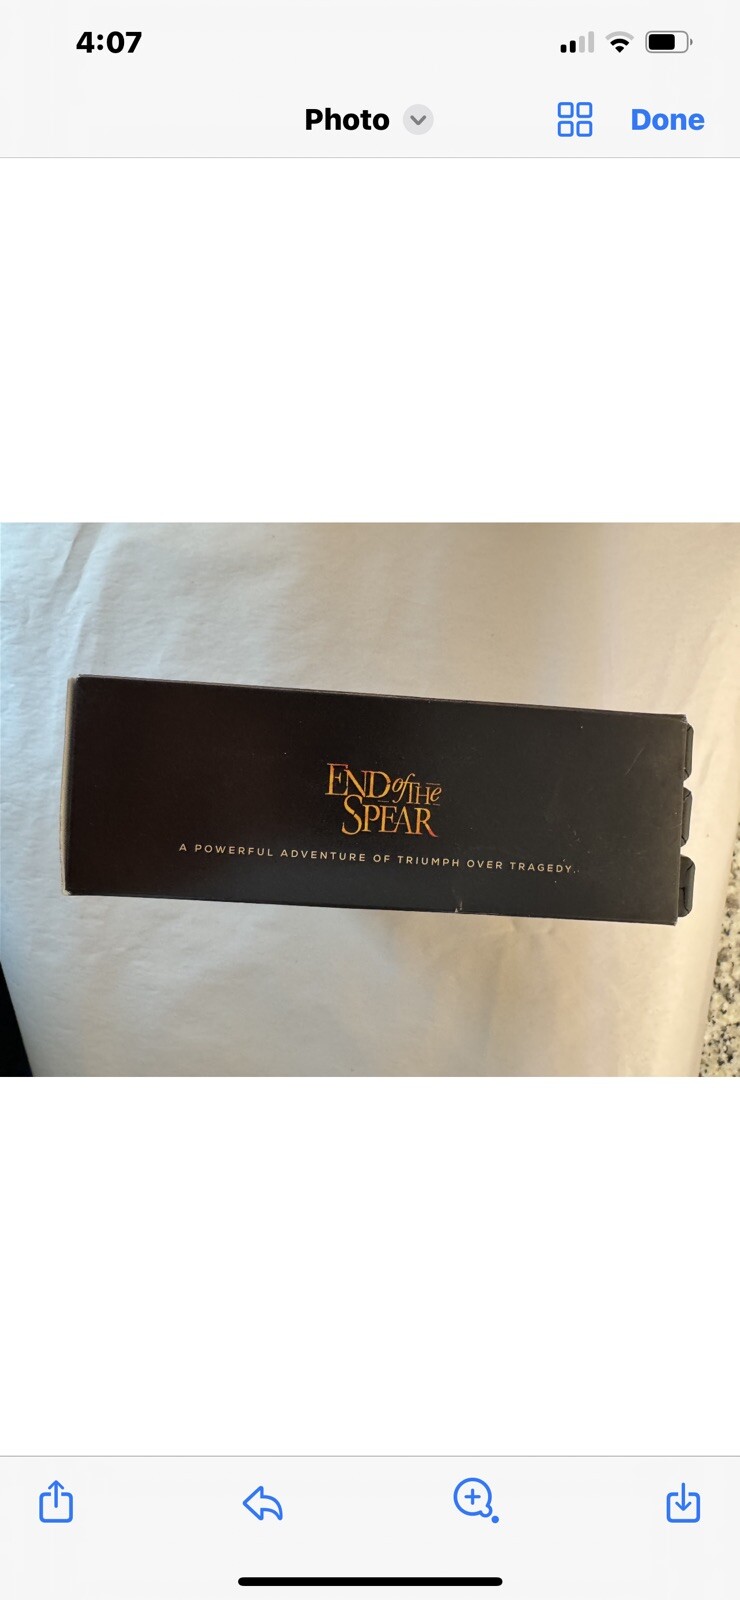 4:07
Photo
Done
END of THE
SPEAR
A POWERFUL ADVENTURE OF TRIUMPH OVER TRAGEDY.